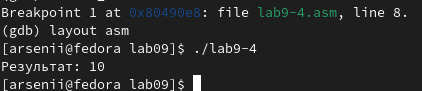 Breakpoint 1 at 0x80490e8: file lab9-4.asm, line 8.
(gdb) layout asm
[arsenii@fedora lab09]$ ./lab9-4
Результат: 10
[arsenii@fedora lab09]$